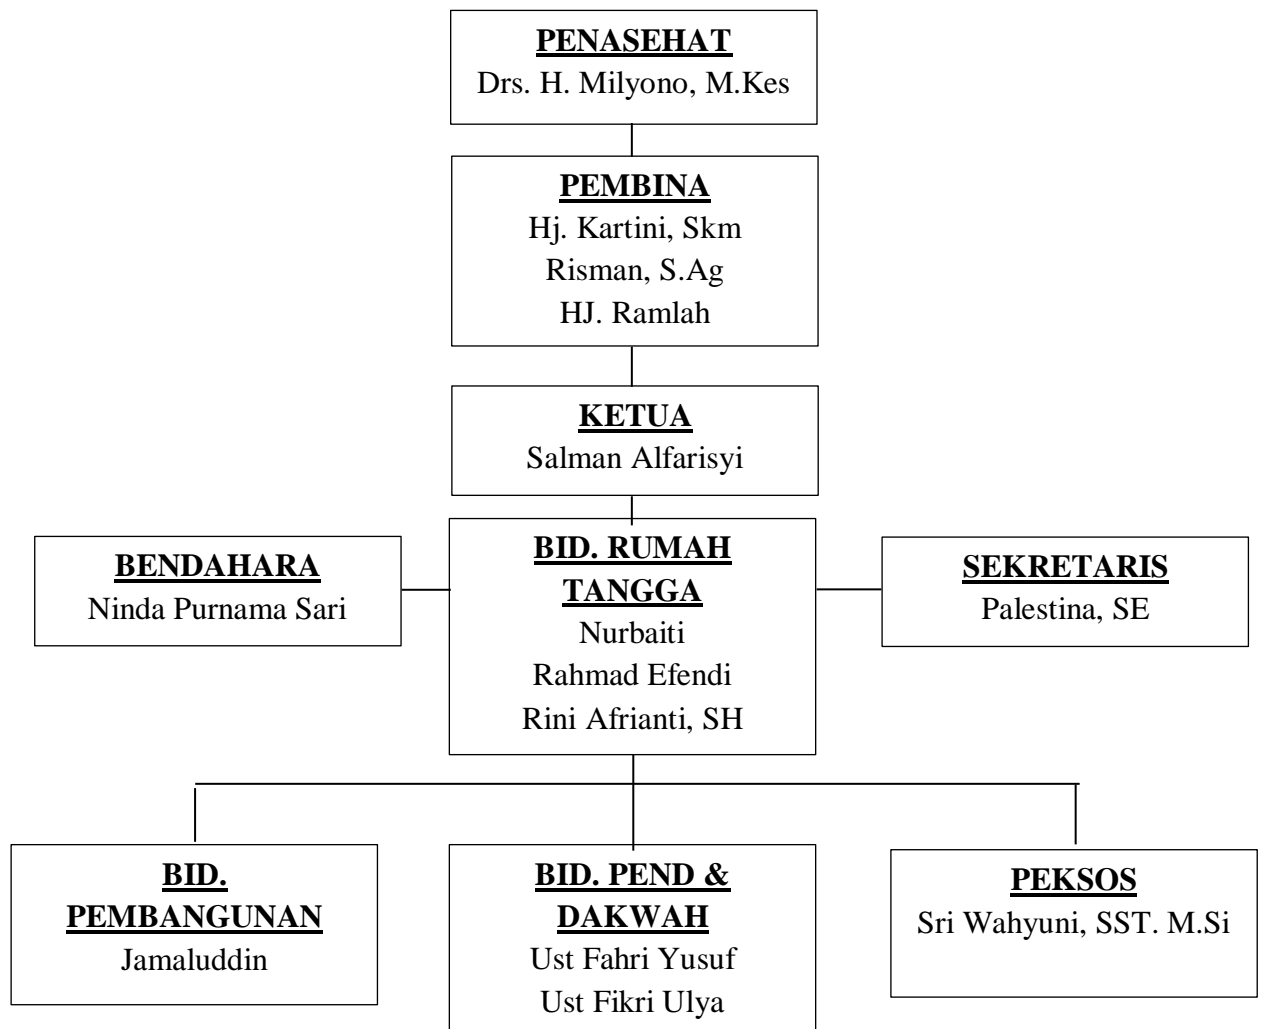 PENASEHAT
Drs. H. Milyono, M.Kes
PEMBINA
Hj. Kartini, Skm
Risman, S.Ag
HJ. Ramlah
KETUA
Salman Alfarisyi
BENDAHARA
Ninda Purnama Sari
BID. RUMAH
TANGGA
Nurbaiti
Rahmad Efendi
Rini Afrianti, SH
SEKRETARIS
Palestina, SE
BID.
PEMBANGUNAN
Jamaluddin
BID. PEND &
DAKWAH
Ust Fahri Yusuf
Ust Fikri Ulya
PEKSOS
Sri Wahyuni, SST. M.Si